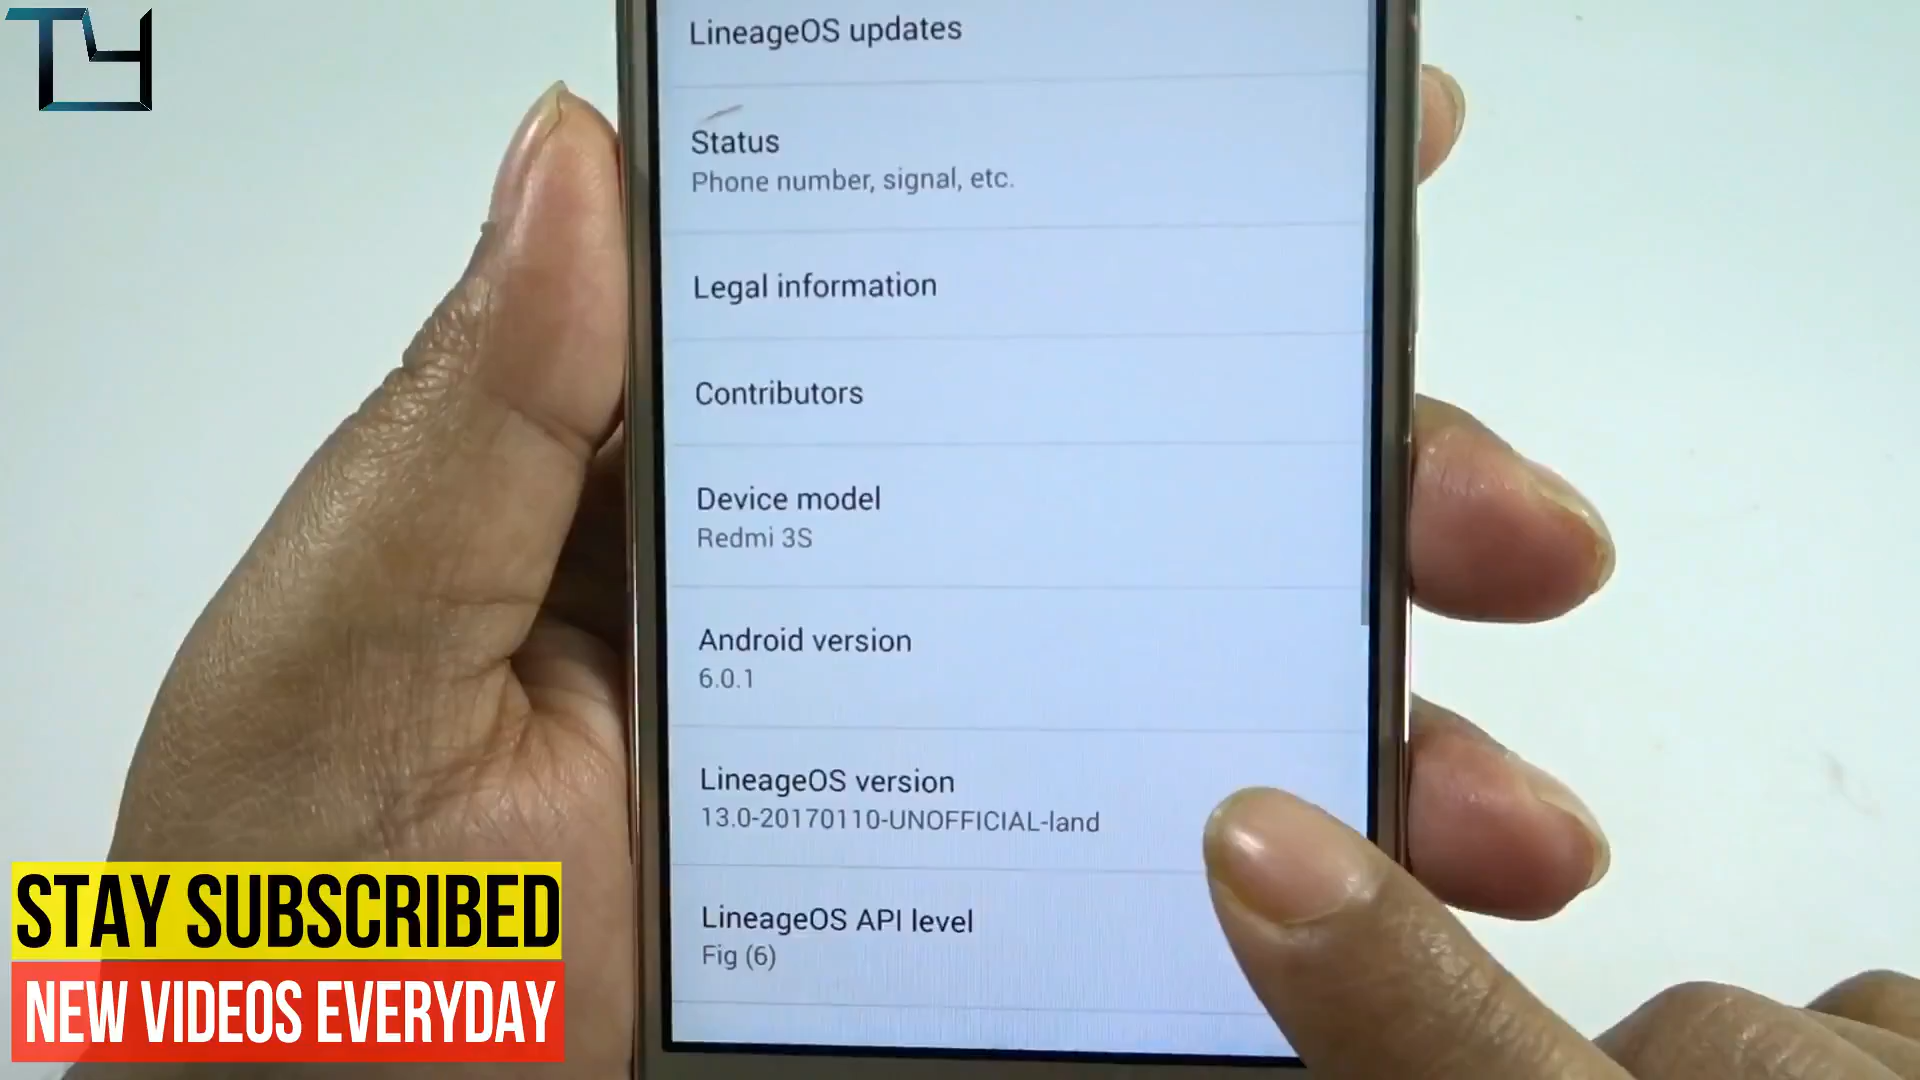 TY
LineageOS updates
Status
Phone number, signal, etc.
Legal information
Contributors
Device model
Redmi 3S
Android version
6.0.1
LineageOS version
13.0-20170110-UNOFFICIAL-land
LineageOS API level
Fig (6)
STAY SUBSCRIBED
NEW VIDEOS EVERYDAY